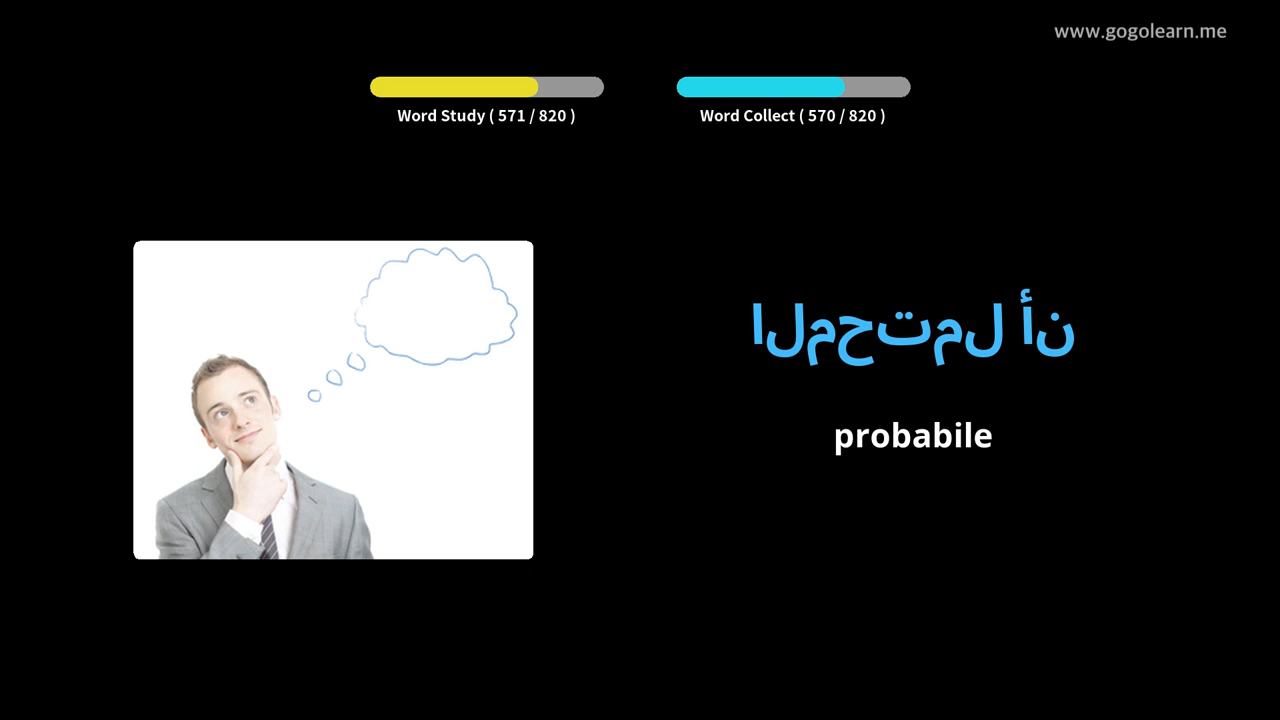 www.gogolearn.me
Word Study ( 571 / 820 )
Word Collect ( 570 / 820 )
المحتمل أن
probabile